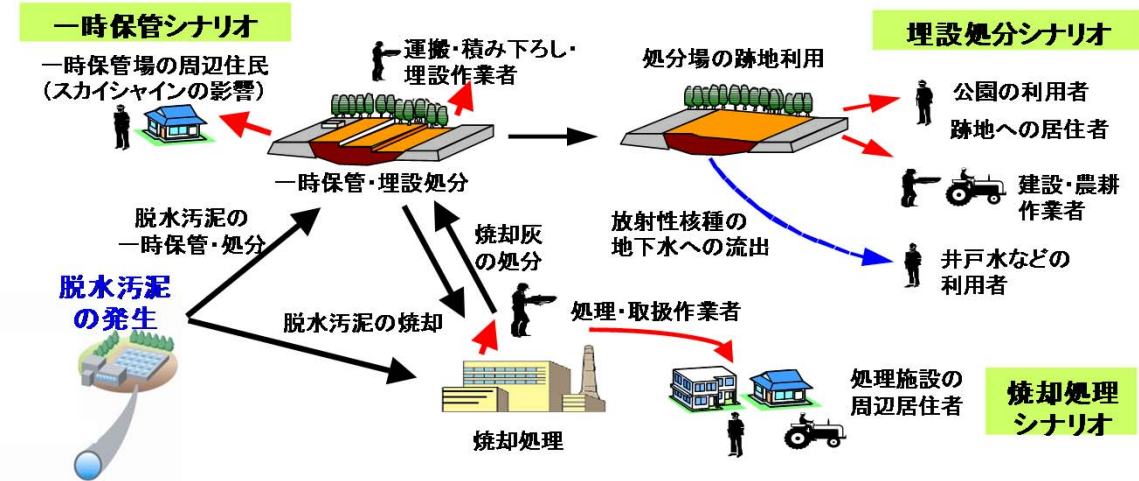 一時保管シナリオ
一時保管場の周辺住民
(スカイシャインの影響)
運搬・積み下ろし・
埋設作業者
処分場の跡地利用
埋設処分シナリオ
公園の利用者
跡地への居住者
一時保管・埋設処分
建設・農耕
作業者
脱水汚泥の
一時保管・処分
焼却灰
の処分
放射性核種の
地下水への流出
井戸水などの
利用者
脱水汚泥
の発生
脱水汚泥の焼却
処理・取扱作業者
処理施設の
周辺居住者
焼却処理
シナリオ
焼却処理